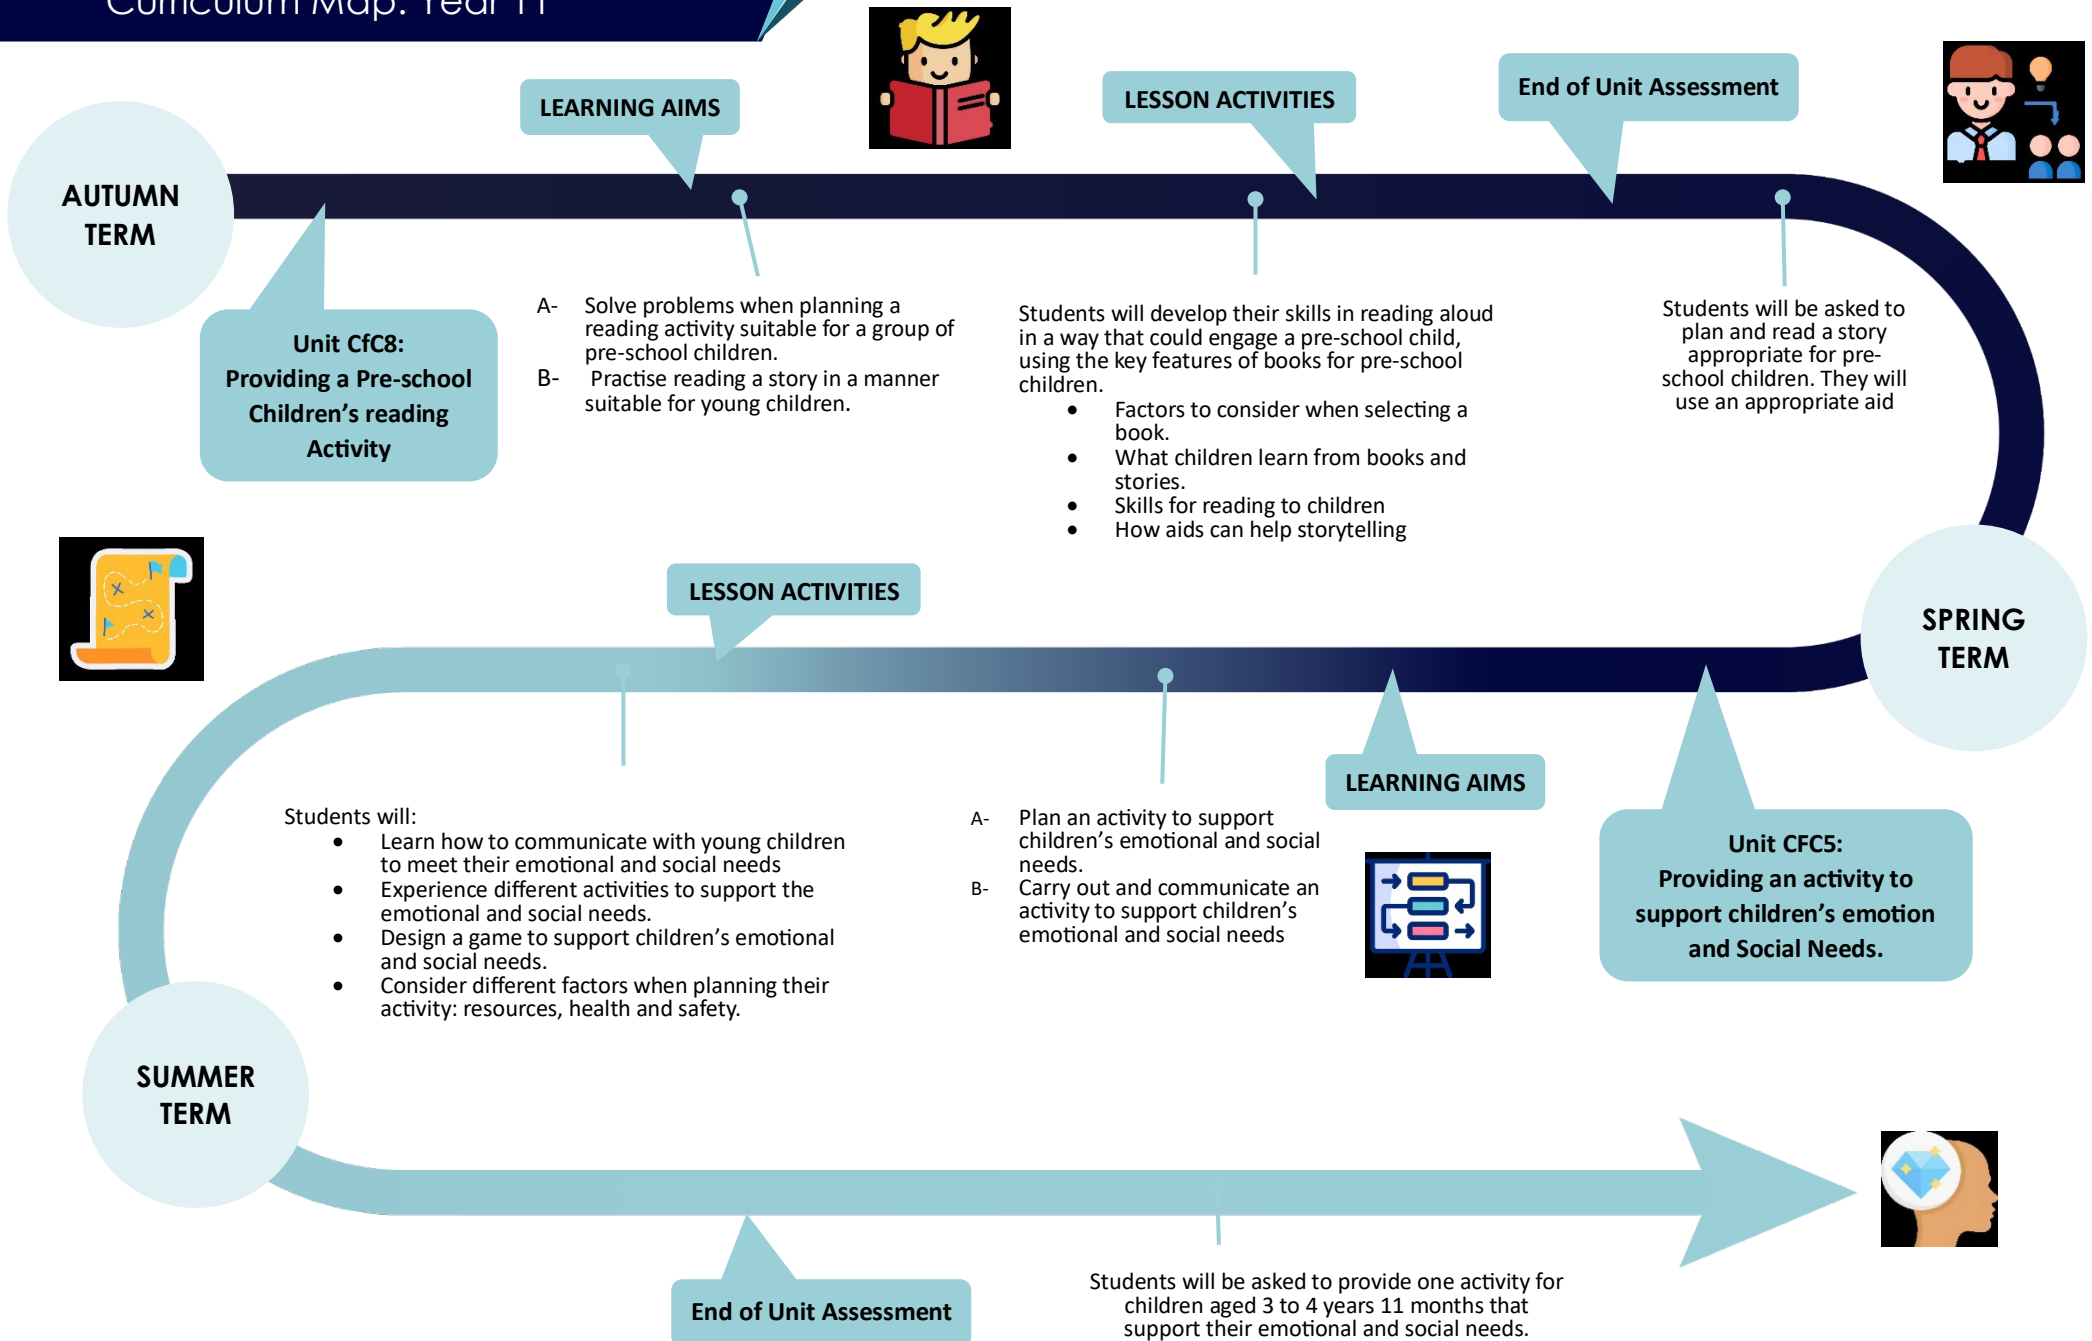 Curriculum Map: Year 11
AUTUMN
TERM
LEARNING AIMS
LESSON ACTIVITIES
End of Unit Assessment
Unit CfC8:
Providing a Pre-school
Children’s reading
Activity
A- Solve problems when planning a
reading activity suitable for a group of
pre-school children.
B- Practise reading a story in a manner
suitable for young children.
Students will develop their skills in reading aloud
in a way that could engage a pre-school child,
using the key features of books for pre-school
children.
• Factors to consider when selecting a
book.
• What children learn from books and
stories.
• Skills for reading to children
• How aids can help storytelling
Students will be asked to
plan and read a story
appropriate for pre-
school children. They will
use an appropriate aid
SPRING
TERM
Unit CFC5:
Providing an activity to
support children’s emotion
and Social Needs.
LEARNING AIMS
A- Plan an activity to support
children’s emotional and social
needs.
B- Carry out and communicate an
activity to support children’s
emotional and social needs
LESSON ACTIVITIES
Students will:
• Learn how to communicate with young children
to meet their emotional and social needs
• Experience different activities to support the
emotional and social needs.
• Design a game to support children’s emotional
and social needs.
• Consider different factors when planning their
activity: resources, health and safety.
SUMMER
TERM
End of Unit Assessment
Students will be asked to provide one activity for
children aged 3 to 4 years 11 months that
support their emotional and social needs.